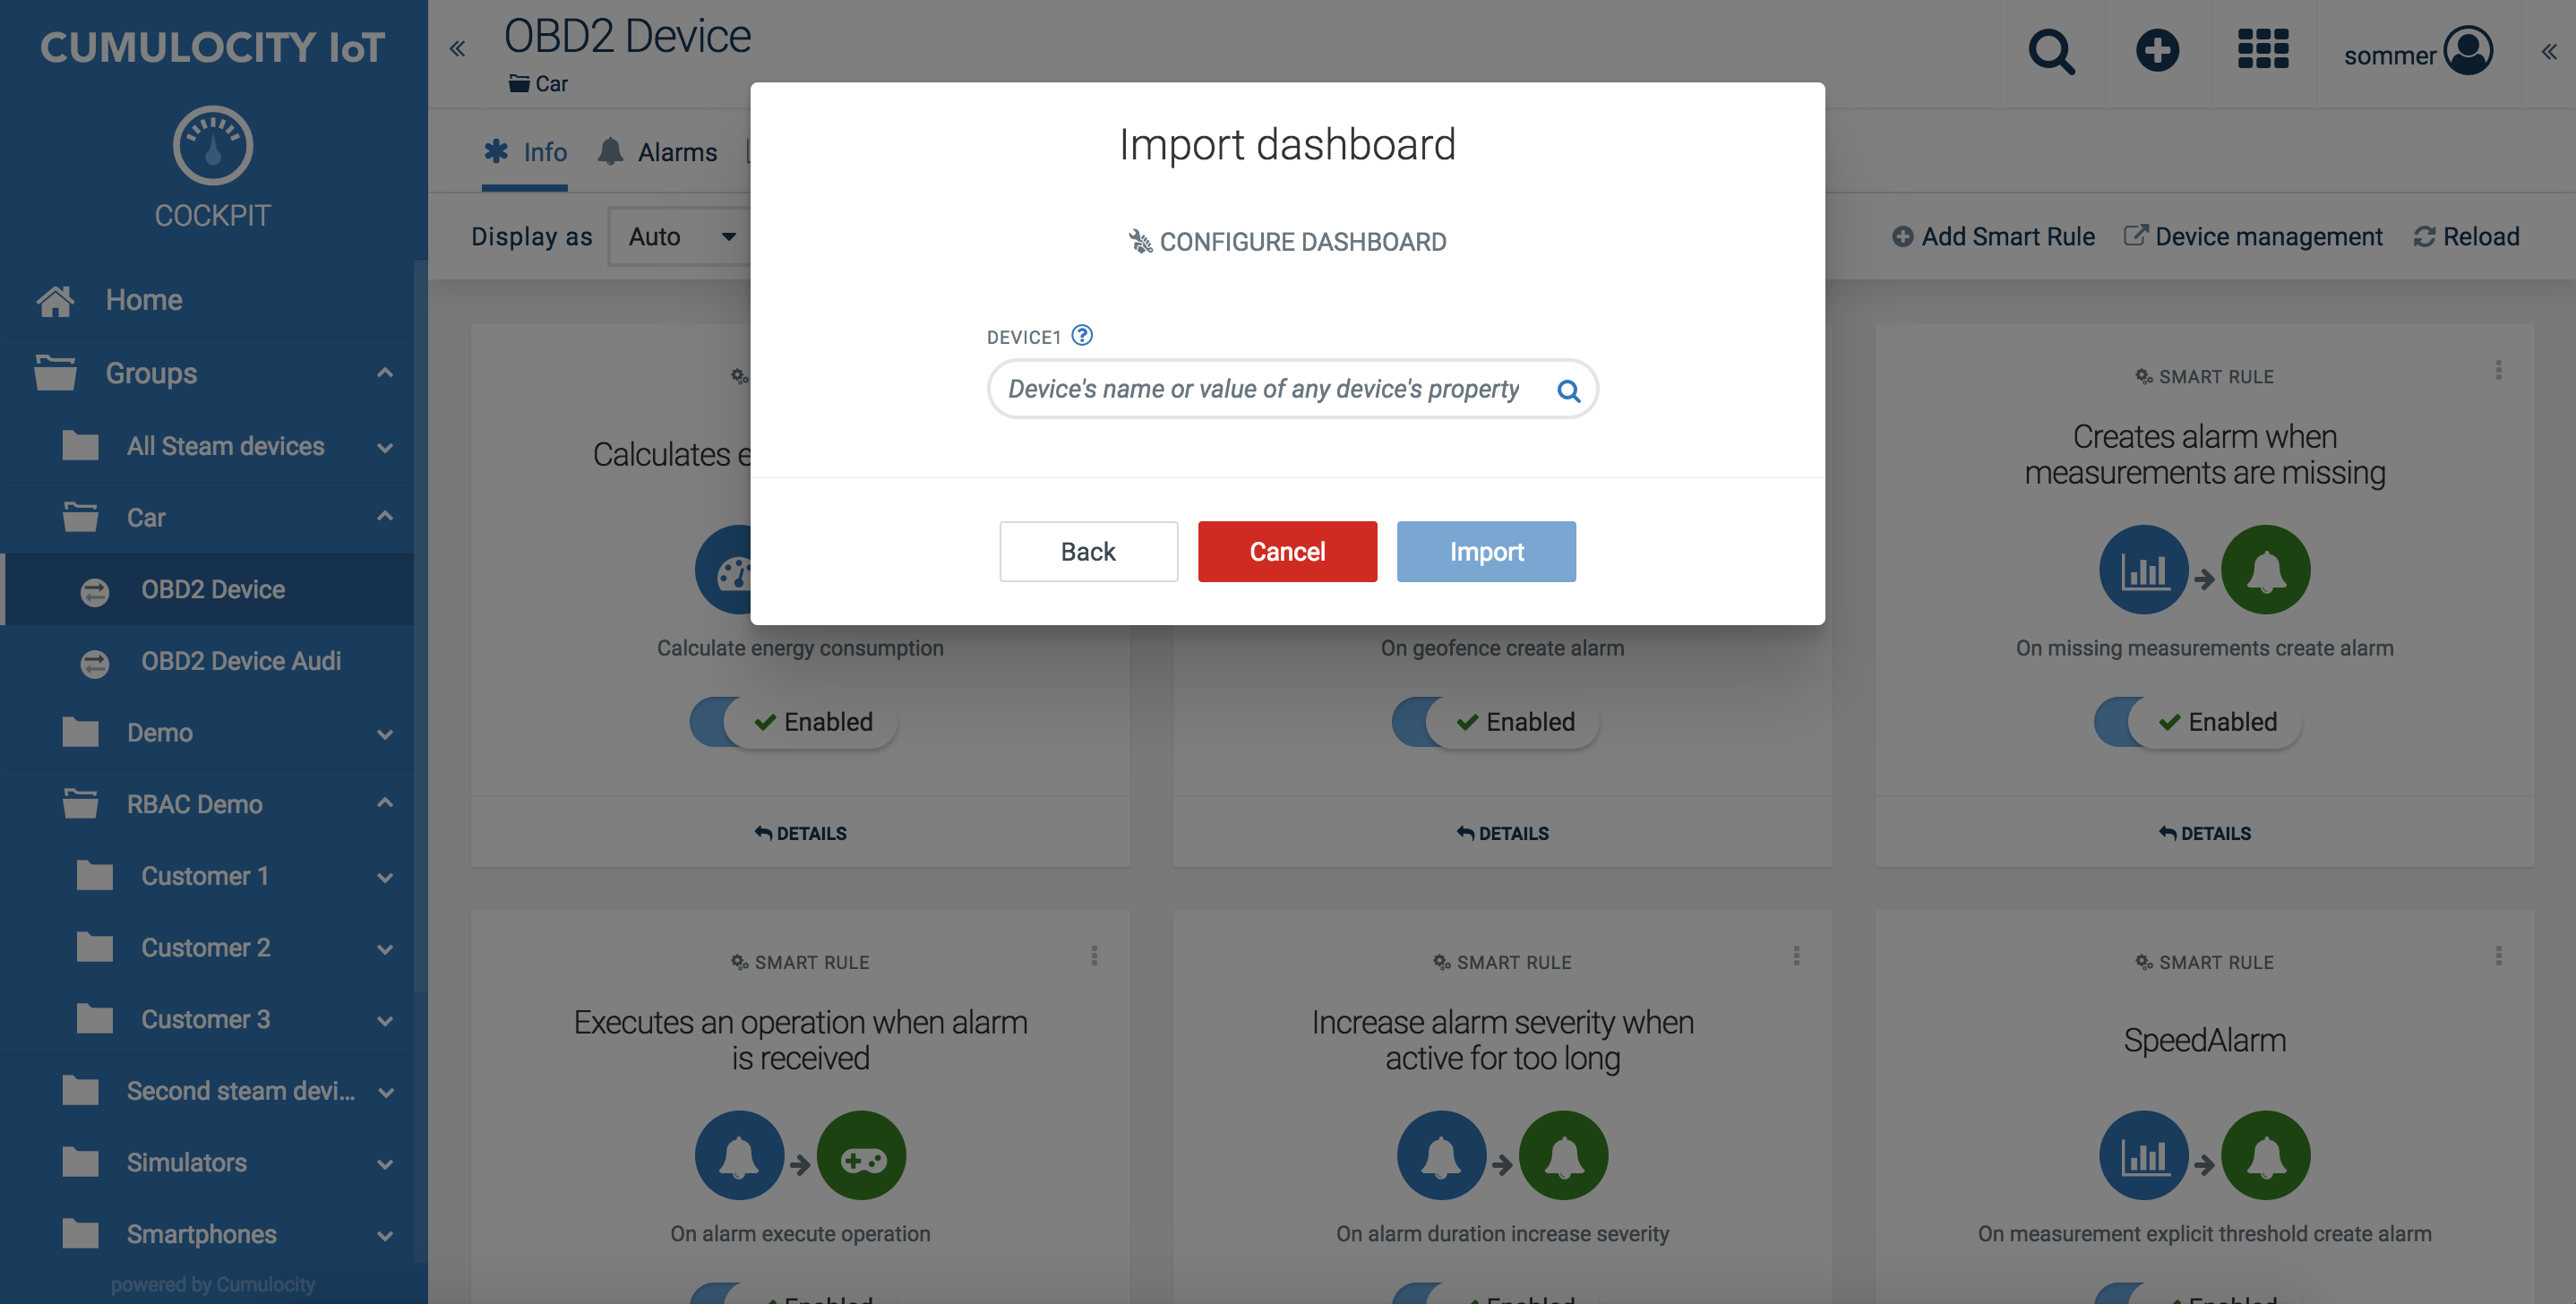 CUMULOCITY IoT
COCKPIT
Home
Groups
All Steam devices
Car
OBD2 Device
OBD2 Device Audi
Demo
RBAC Demo
Customer 1
Customer 2
Customer 3
Second steam devi...
Simulators
Smartphones
powered by Cumulocity
OBD2 Device
Car
sommer
Info
Alarms
Display as
Auto
Add Smart Rule
Device management
Reload
Import dashboard
CONFIGURE DASHBOARD
DEVICE1
Device's name or value of any device's property
Back
Cancel
Import
Calculates e
Calculate energy consumption
Enabled
DETAILS
On geofence create alarm
Enabled
DETAILS
SMART RULE
Creates alarm when
measurements are missing
On missing measurements create alarm
Enabled
DETAILS
SMART RULE
Executes an operation when alarm
is received
On alarm execute operation
Enabled
SMART RULE
Increase alarm severity when
active for too long
On alarm duration increase severity
Enabled
SMART RULE
SpeedAlarm
On measurement explicit threshold create alarm
Enabled